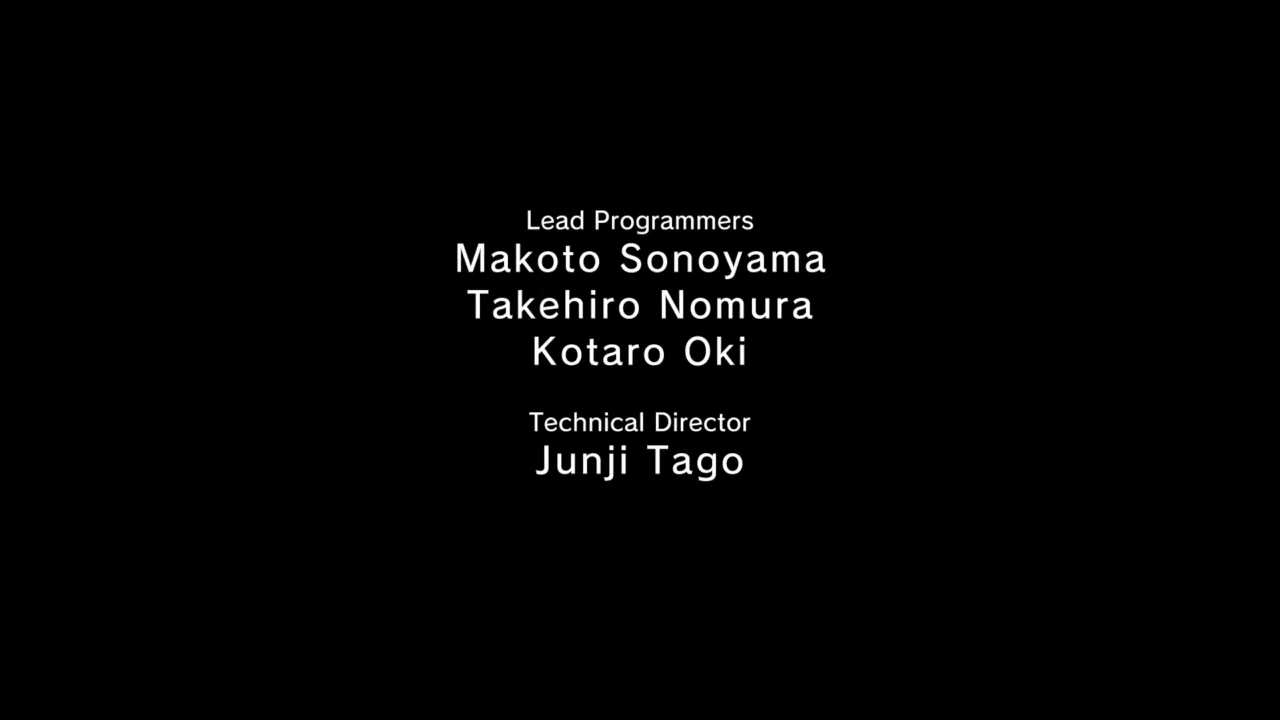 Lead Programmers
Makoto Sonoyama
Takehiro Nomura
Kotaro Oki
Technical Director
Junji Tago